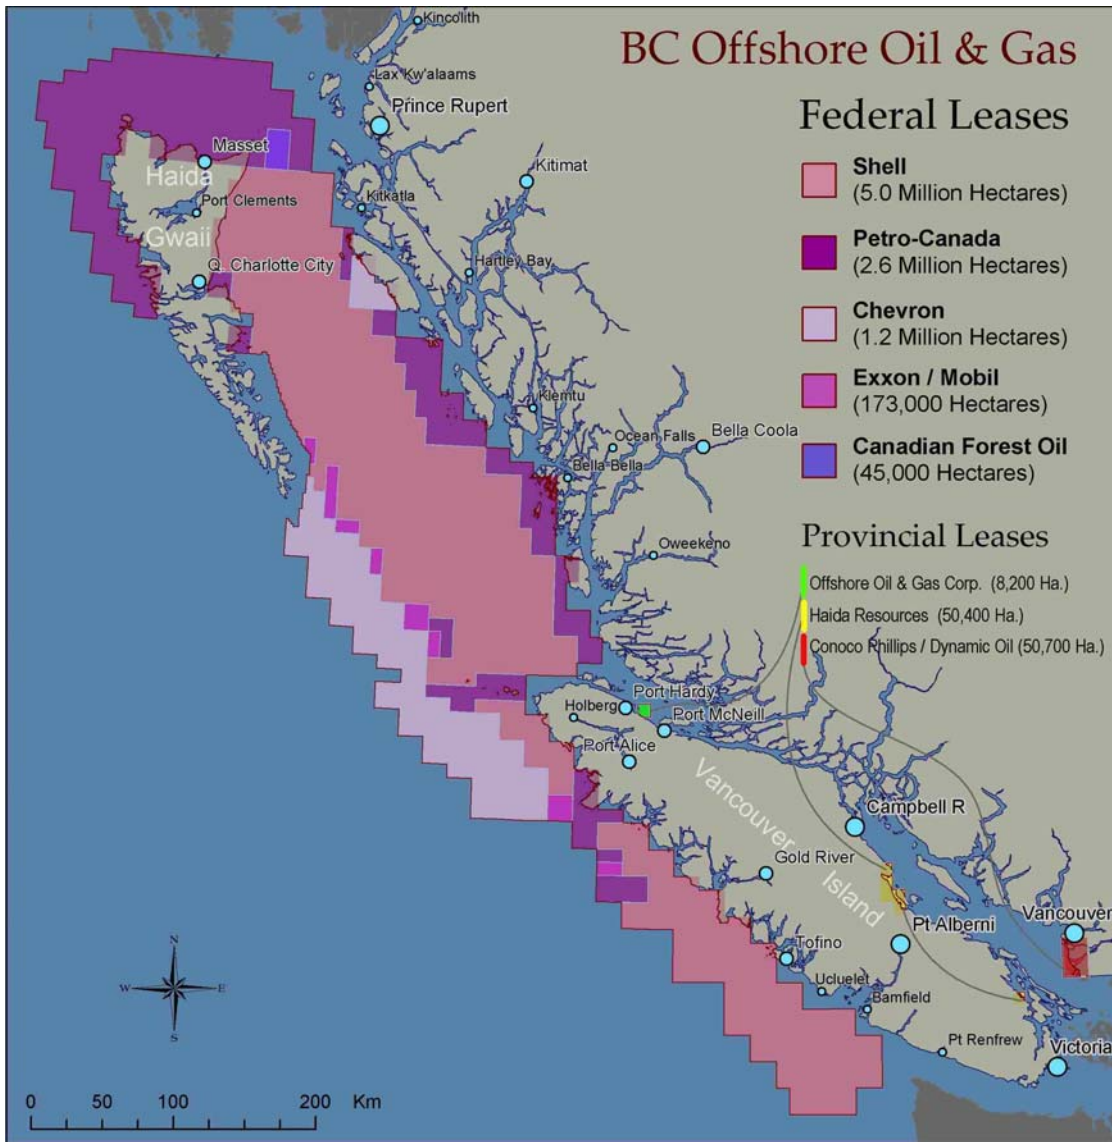 BC Offshore Oil & Gas
Federal Leases
Shell
(5.0 Million Hectares)
Petro-Canada
(2.6 Million Hectares)
Chevron
(1.2 Million Hectares)
Exxon / Mobil
(173,000 Hectares)
Canadian Forest Oil
(45,000 Hectares)
Provincial Leases
Offshore Oil & Gas Corp. (8,200 Ha.)
Haida Resources (50,400 Ha.)
Conoco Phillips / Dynamic Oil (50,700 Ha.)
Kincolith
Lax Kw'alaams
Prince Rupert
Masset
Haida
Port Clements
Gwaii
Q. Charlotte City
Kitimat
Kitkatla
Hartley Bay
Klemtu
Ocean Falls
Bella Coola
Bella Bella
Oweekeno
Port Hardy
Holberg
Port McNeill
Port Alice
Vancouver
Island
Campbell R
Gold River
Pt Alberni
Vancouver
Tofino
Ucluelet
Bamfield
Pt Renfrew
Victoria
N
W
E
S
0 50 100 200 Km